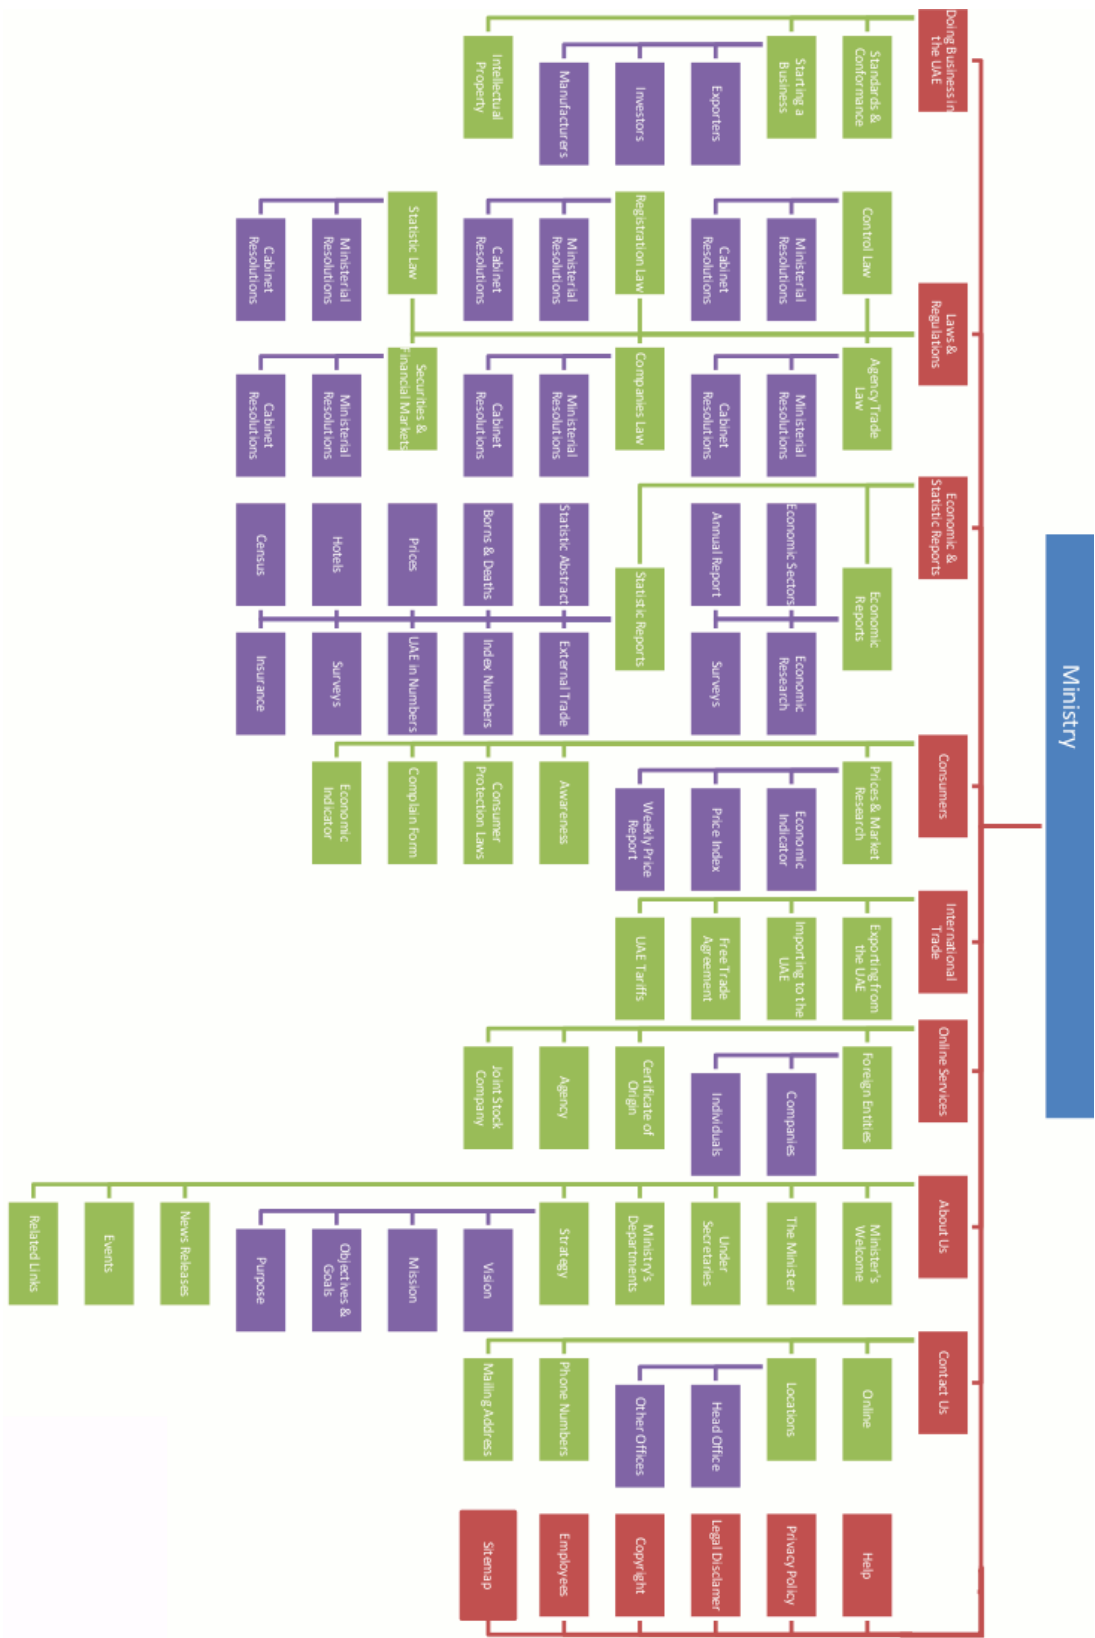 Ministry
Doing Business in
the UAE
Standards &
Conformance
Starting a
Business
Exporters
Investors
Manufacturers
Intellectual
Property
Laws &
Regulations
Control Law
Ministerial
Resolutions
Cabinet
Resolutions
Registration Law
Ministerial
Resolutions
Cabinet
Resolutions
Statistic Law
Ministerial
Resolutions
Cabinet
Resolutions
Agency Trade
Law
Ministerial
Resolutions
Cabinet
Resolutions
Companies Law
Ministerial
Resolutions
Cabinet
Resolutions
Securities &
Financial Markets
Ministerial
Resolutions
Cabinet
Resolutions
Economic &
Statistic Reports
Economic
Reports
Economic Sectors
Economic
Research
Annual Report
Surveys
Statistic Reports
Statistic Abstract
External Trade
Borns & Deaths
Index Numbers
Prices
UAE in Numbers
Hotels
Surveys
Census
Insurance
Consumers
Prices & Market
Research
Economic
Indicator
Price Index
Weekly Price
Report
Awareness
Consumer
Protection Laws
Complain Form
Economic
Indicator
International
Trade
Exporting from
the UAE
Importing to the
UAE
Free Trade
Agreement
UAE Tariffs
Online Services
Foreign Entities
Companies
Individuals
Certificate of
Origin
Agency
Joint Stock
Company
About Us
Minister's
Welcome
The Minister
Under
Secretaries
Ministry's
Departments
Strategy
Vision
Mission
Objectives &
Goals
Purpose
News Releases
Events
Related Links
Contact Us
Online
Locations
Head Office
Other Offices
Phone Numbers
Mailing Address
Help
Privacy Policy
Legal Disclamer
Copyright
Employees
Sitemap